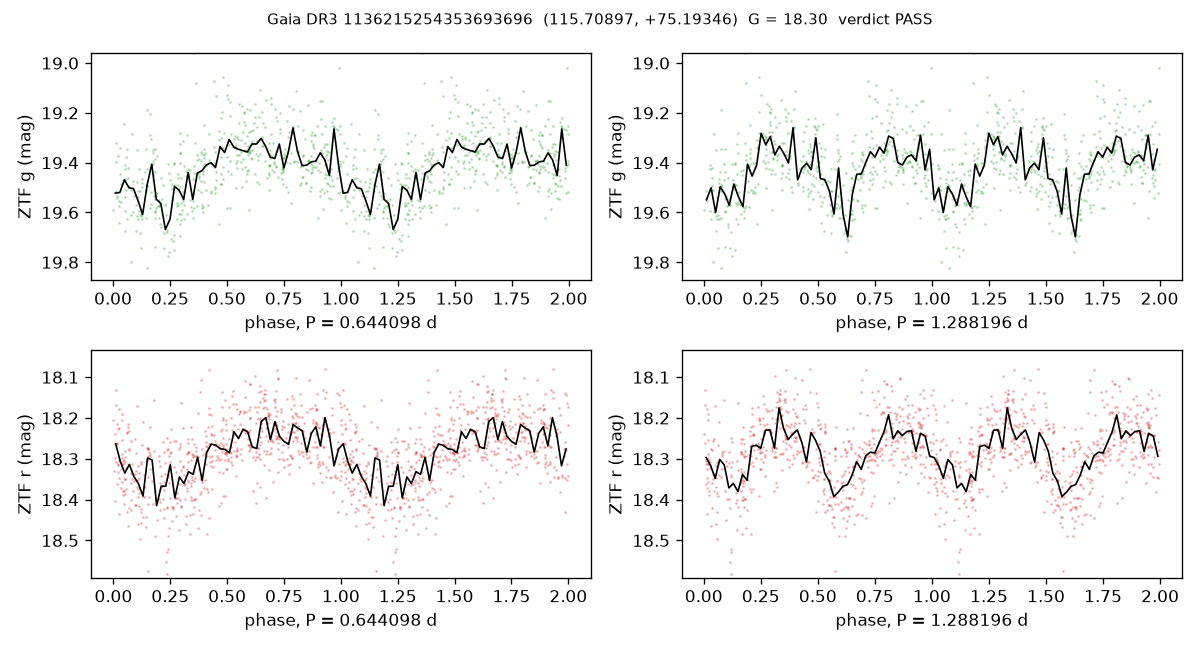 Gaia DR3 1136215254353693696 (115.70897, +75.19346) G = 18.30 verdict PASS
ZTF g (mag)
19.0
19.2
19.4
19.6
19.8
0.00 0.25 0.50 0.75 1.00 1.25 1.50 1.75 2.00
phase, P = 0.644098 d
ZTF g (mag)
19.0
19.2
19.4
19.6
19.8
0.00 0.25 0.50 0.75 1.00 1.25 1.50 1.75 2.00
phase, P = 1.288196 d
ZTF r (mag)
18.1
18.2
18.3
18.4
18.5
0.00 0.25 0.50 0.75 1.00 1.25 1.50 1.75 2.00
phase, P = 0.644098 d
ZTF r (mag)
18.1
18.2
18.3
18.4
18.5
0.00 0.25 0.50 0.75 1.00 1.25 1.50 1.75 2.00
phase, P = 1.288196 d